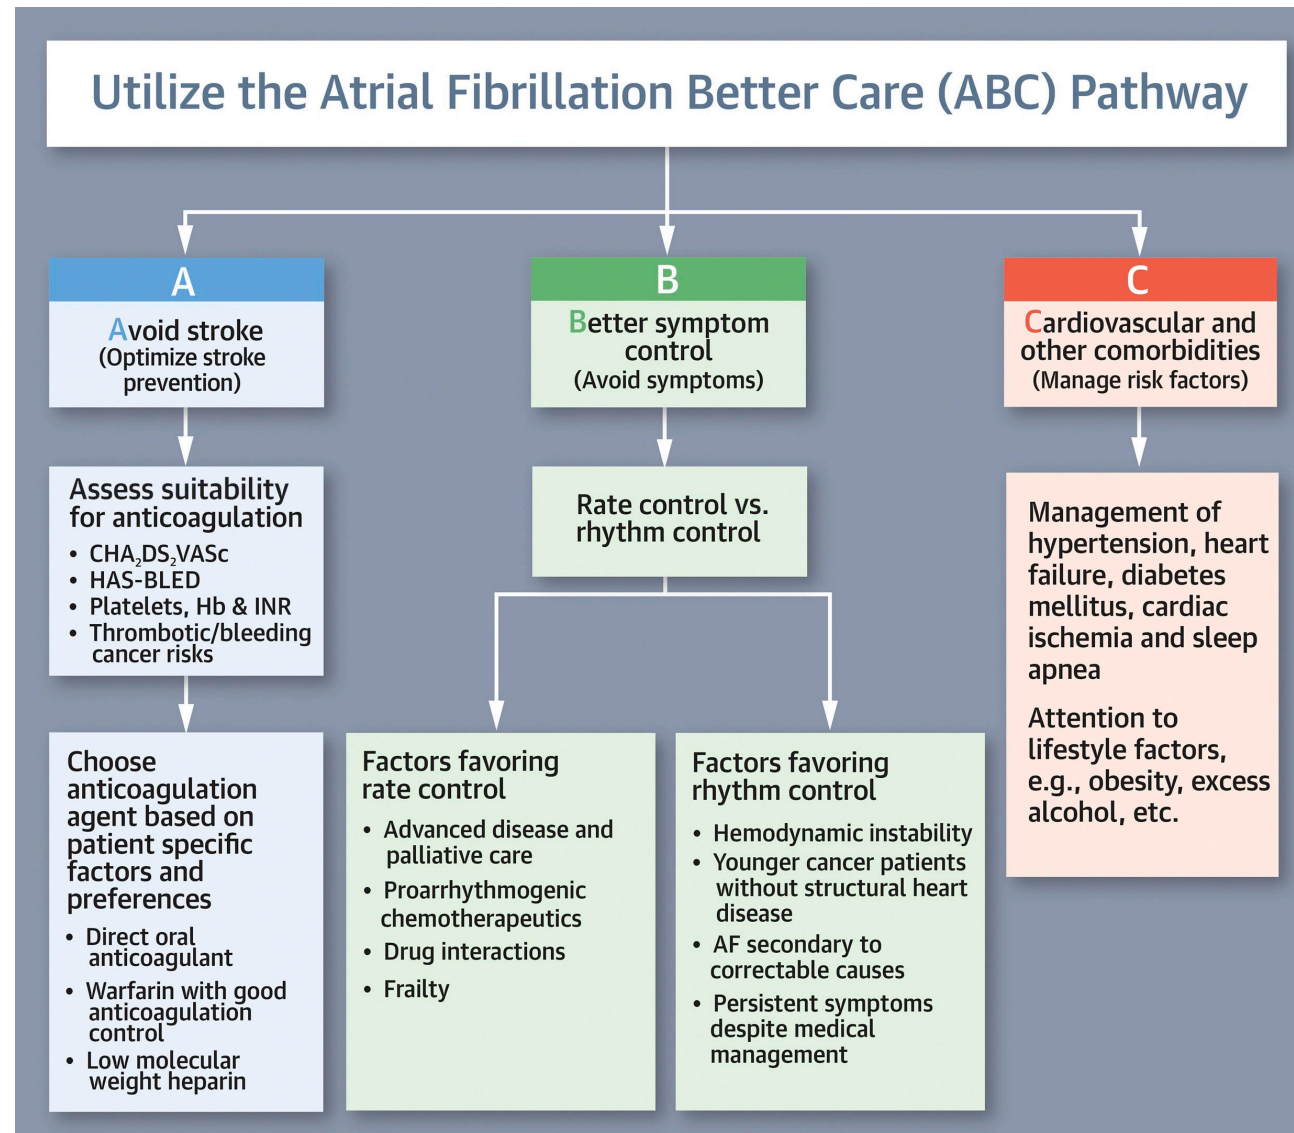 Utilize the Atrial Fibrillation Better Care (ABC) Pathway
A
Avoid stroke
(Optimize stroke
prevention)
Assess suitability
for anticoagulation
• CHA₂DS₂VASc
• HAS-BLED
• Platelets, Hb & INR
• Thrombotic/bleeding
cancer risks
Choose
anticoagulation
agent based on
patient specific
factors and
preferences
• Direct oral
anticoagulant
• Warfarin with good
anticoagulation
control
• Low molecular
weight heparin
B
Better symptom
control
(Avoid symptoms)
Rate control vs.
rhythm control
Factors favoring
rate control
• Advanced disease and
palliative care
• Proarrhythmogenic
chemotherapeutics
• Drug interactions
• Frailty
Factors favoring
rhythm control
• Hemodynamic instability
• Younger cancer patients
without structural heart
disease
• AF secondary to
correctable causes
• Persistent symptoms
despite medical
management
C
Cardiovascular and
other comorbidities
(Manage risk factors)
Management of
hypertension, heart
failure, diabetes
mellitus, cardiac
ischemia and sleep
apnea
Attention to
lifestyle factors,
e.g., obesity, excess
alcohol, etc.